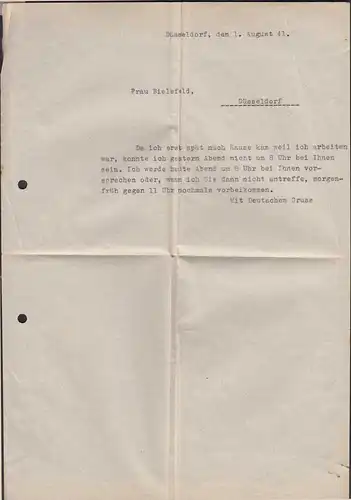 Düsseldorf, den 1. August 41.
Frau Bielefeld,
Düsseldorf
Da ich erst spät nach Hause kam weil ich arbeiten
war, konnte ich gestern Abend nicht um 8 Uhr bei Ihnen
sein. Ich werde heute Abend um Uhr bei Ihnen vor-
sprechen oder, wenn ich Sie dann nicht antreffe, morgen-
früh gegen 11 Uhr nochmals vorbeikommen.
Mit Deutschem Gruss